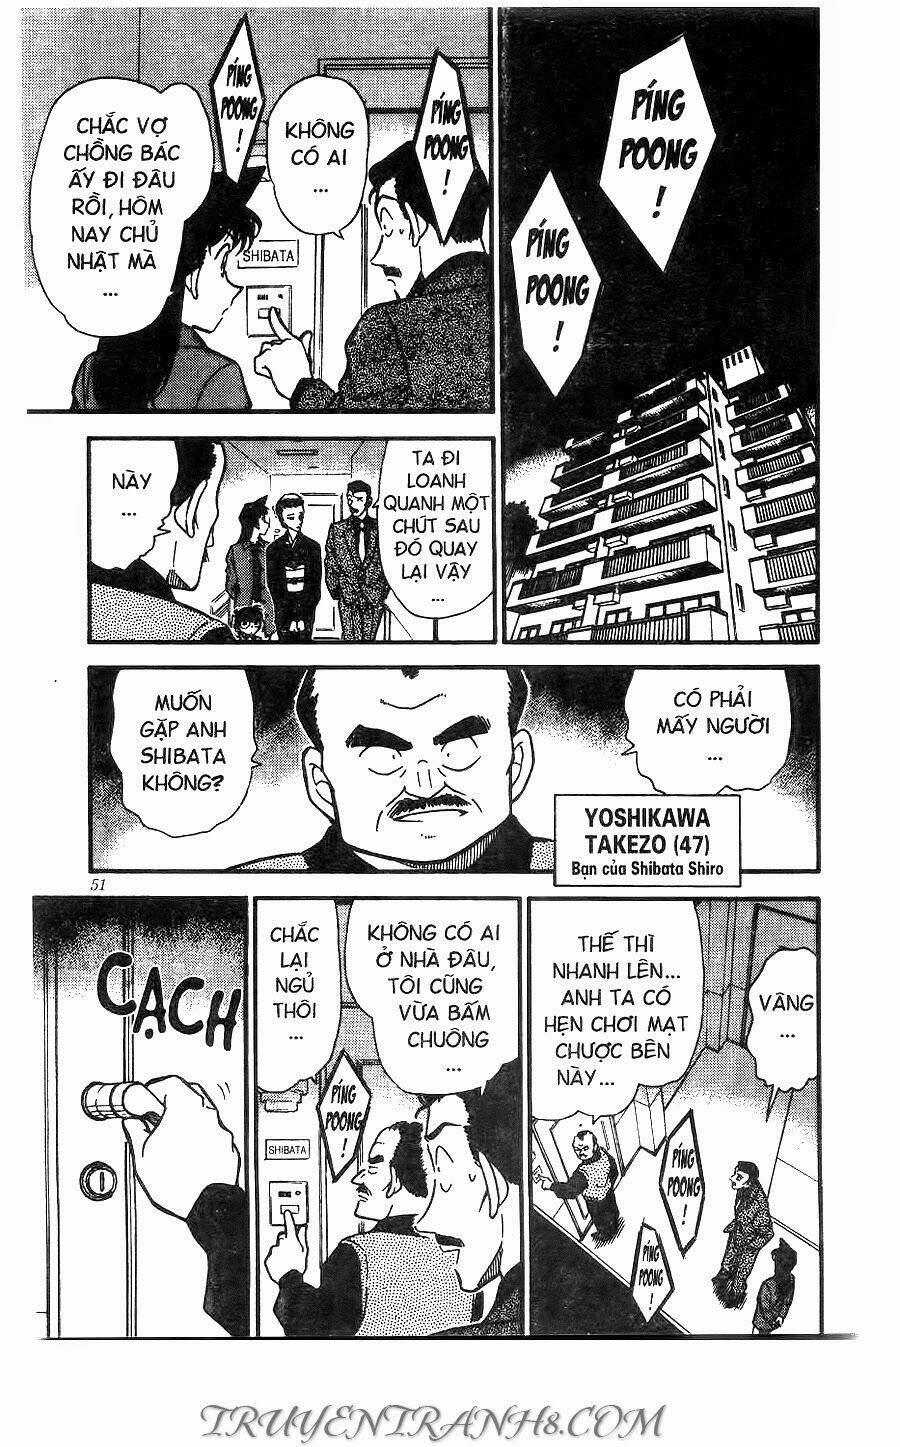 PÍNG
POONG
!
PÍNG
POONG
!
PÍNG
POONG
!
KHÔNG
CÓ AI
...
PÍNG
POONG
!
CHẮC VỢ
CHỒNG BÁC
ẤY ĐI ĐÂU
RỒI, HÔM
NAY CHỦ
NHẬT MÀ
...
SHIBATA
TA ĐI
LOANH
QUANH MỘT
CHÚT SAU
ĐÓ QUAY
LẠI VẬY
...
NÀY
...
CÓ PHẢI
MẤY NGƯỜI
...
MUỐN
GẶP ANH
SHIBATA
KHÔNG?
YOSHIKAWA
TAKEZO (47)
Bạn của Shibata Shiro
51
VÂNG
...
THẾ THÌ
NHANH LÊN...
ANH TA CÓ
HẸN CHƠI MẠT
CHƯỢC BÊN
NÀY...
PÍNG
POONG
!
PÍNG
POONG
!
KHÔNG CÓ AI
Ở NHÀ ĐÂU,
TÔI CŨNG
VỪA BẤM
CHUÔNG
...
CHẮC
LẠI
NGỦ
THÔI
...
PÍNG
POONG
!
SHIBATA
CẠCH
TRUYENTRANH8.COM